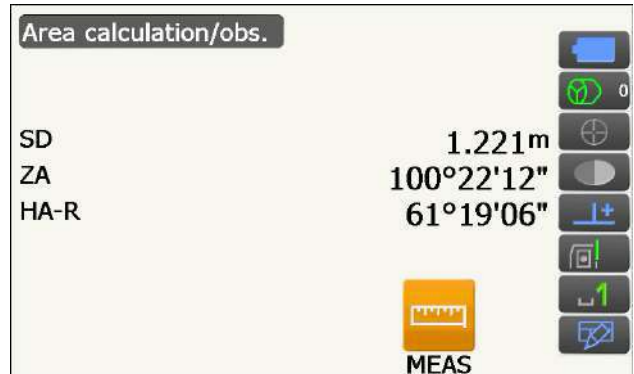 Area calculation/obs.
0
SD 1.221m
ZA 100°22'12"
HA-R 61°19'06"
1
MEAS